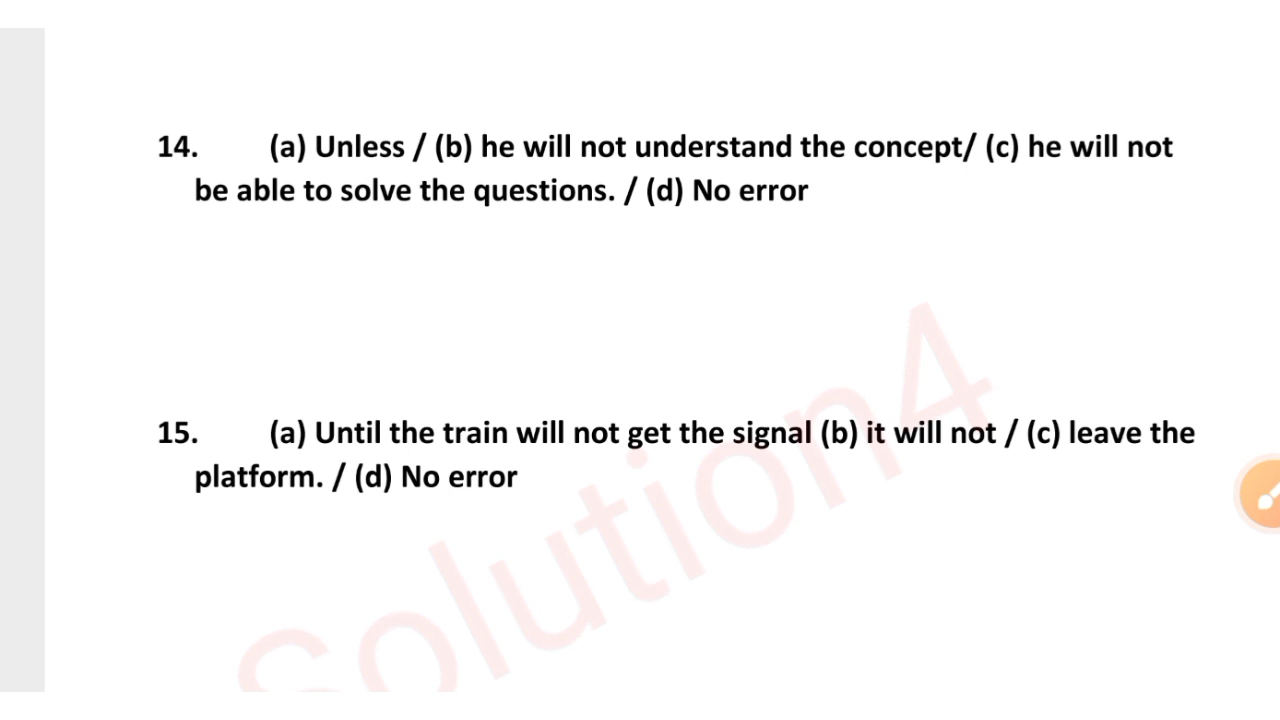 14. (a) Unless / (b) he will not understand the concept/ (c) he will not
be able to solve the questions. / (d) No error
15. (a) Until the train will not get the signal (b) it will not / (c) leave the
platform. / (d) No error
Solution4